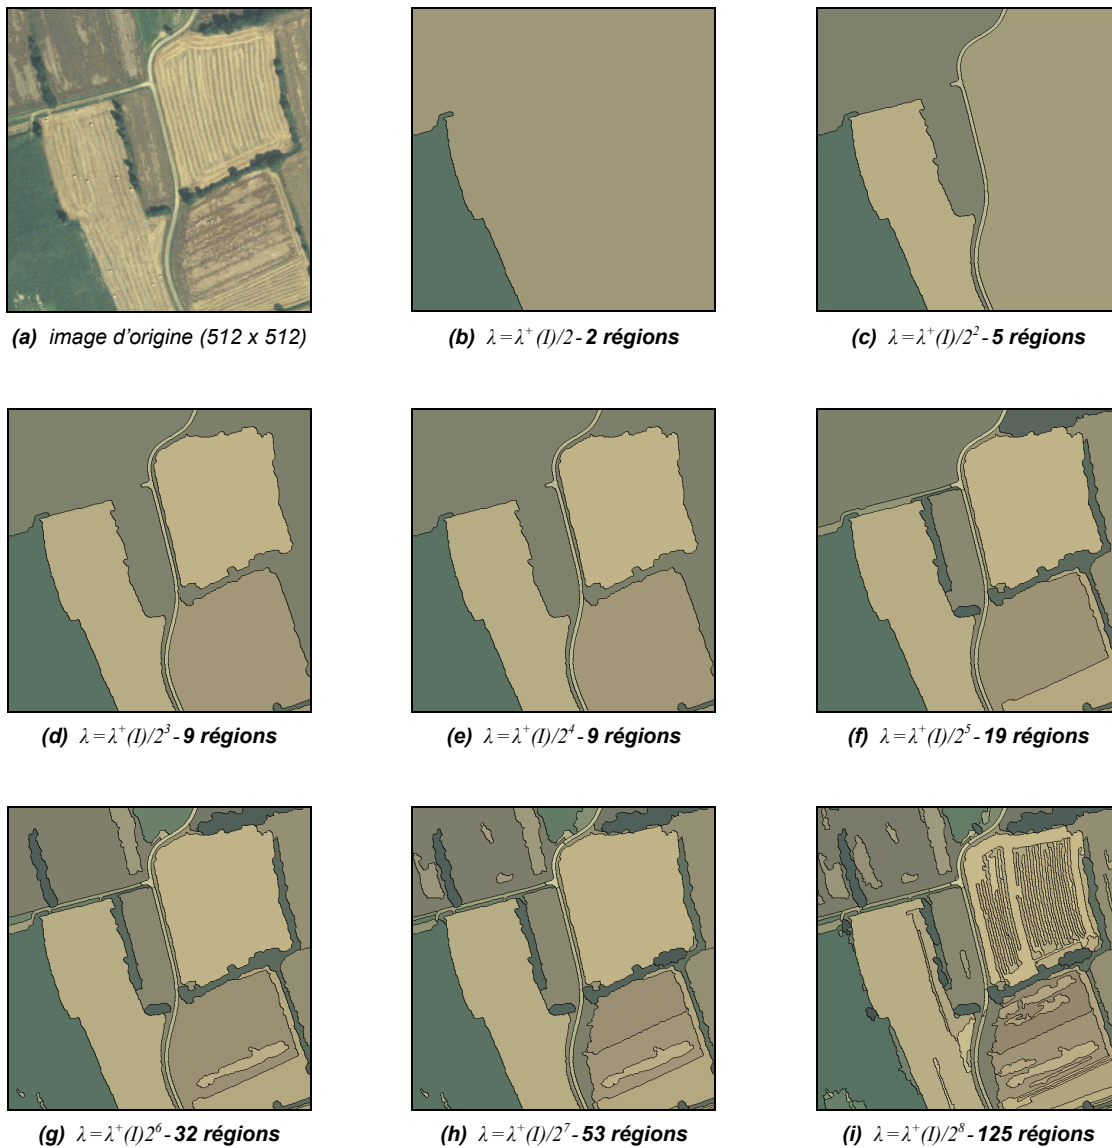 (a) image d'origine (512 x 512)
(b) λ=λ⁺(I)/2 - 2 régions
(c) λ=λ⁺(I)/2² - 5 régions
(d) λ=λ⁺(I)/2³ - 9 régions
(e) λ=λ⁺(I)/2⁴ - 9 régions
(f) λ=λ⁺(I)/2⁵ - 19 régions
(g) λ=λ⁺(I)2⁶ - 32 régions
(h) λ=λ⁺(I)/2⁷ - 53 régions
(i) λ=λ⁺(I)/2⁸ - 125 régions